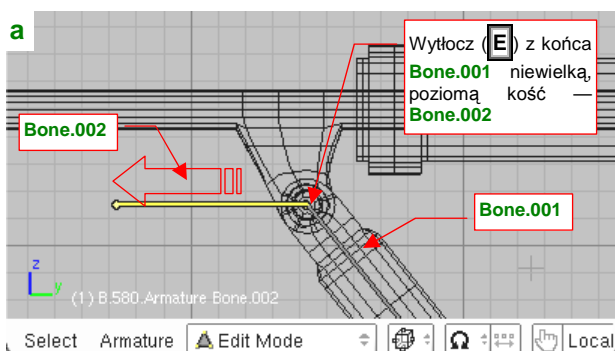 a
Wytłocz (E) z końca
Bone.001 niewielką,
poziomą kość —
Bone.002
Bone.002
Bone.001
z
y
(1) B.580.Armature Bone.002
Select Armature Edit Mode Local